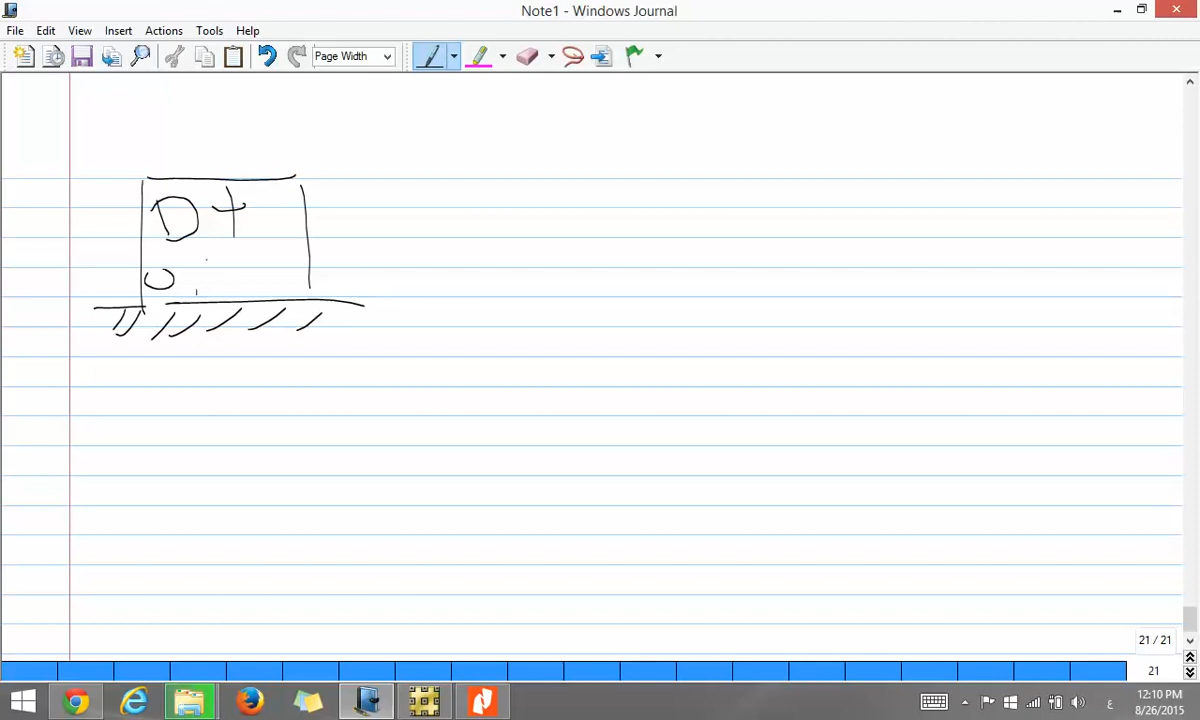 Note1 - Windows Journal
File Edit View Insert Actions Tools Help
Page Width
D +
O
21 / 21
21
12:10 PM
ع
8/26/2015